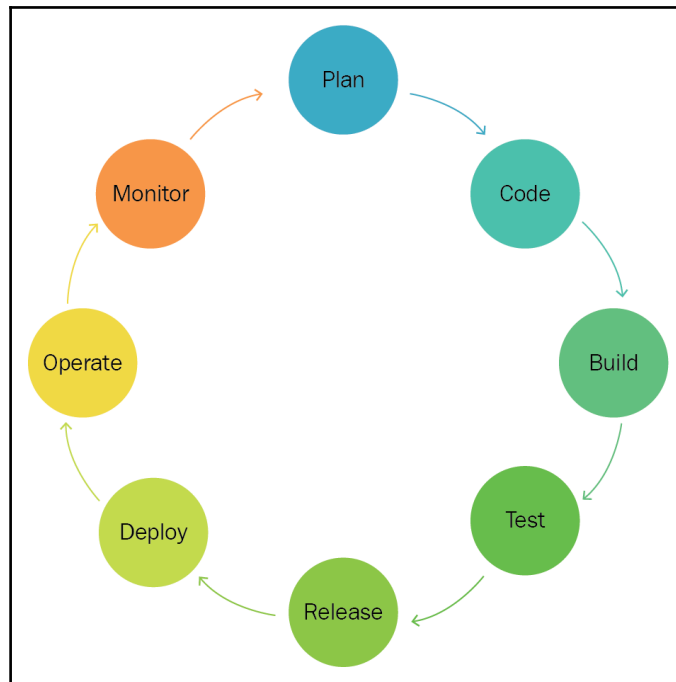 Plan
Code
Build
Test
Release
Deploy
Operate
Monitor